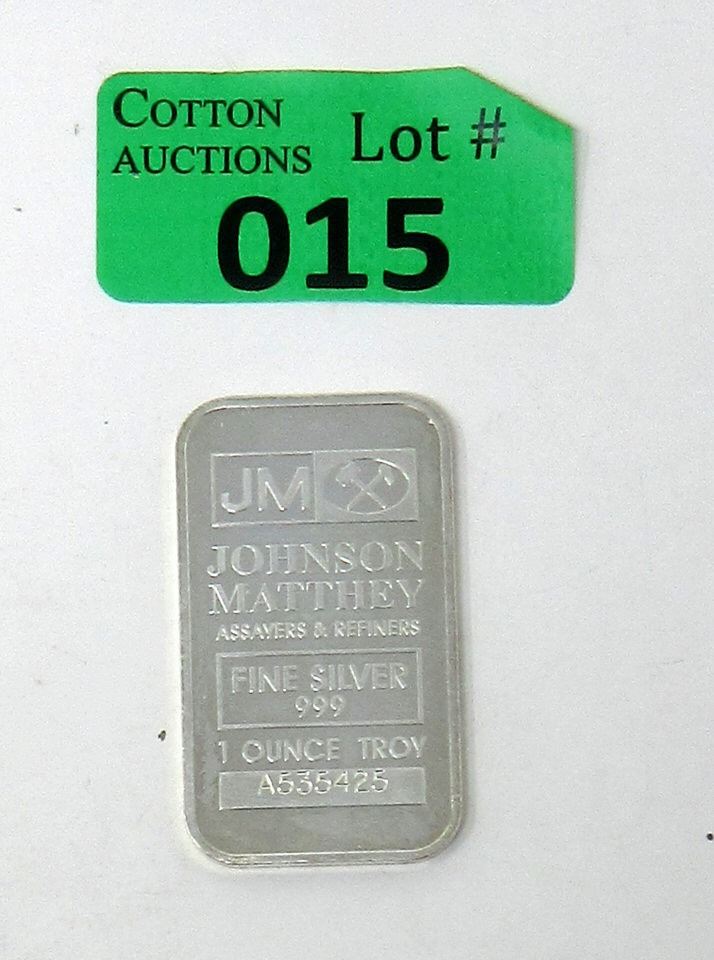 COTTON
AUCTIONS
Lot #
015
JM
JOHNSON
MATTHEY
ASSAYERS & REFINERS
FINE SILVER
999
1 OUNCE TROY
A535425